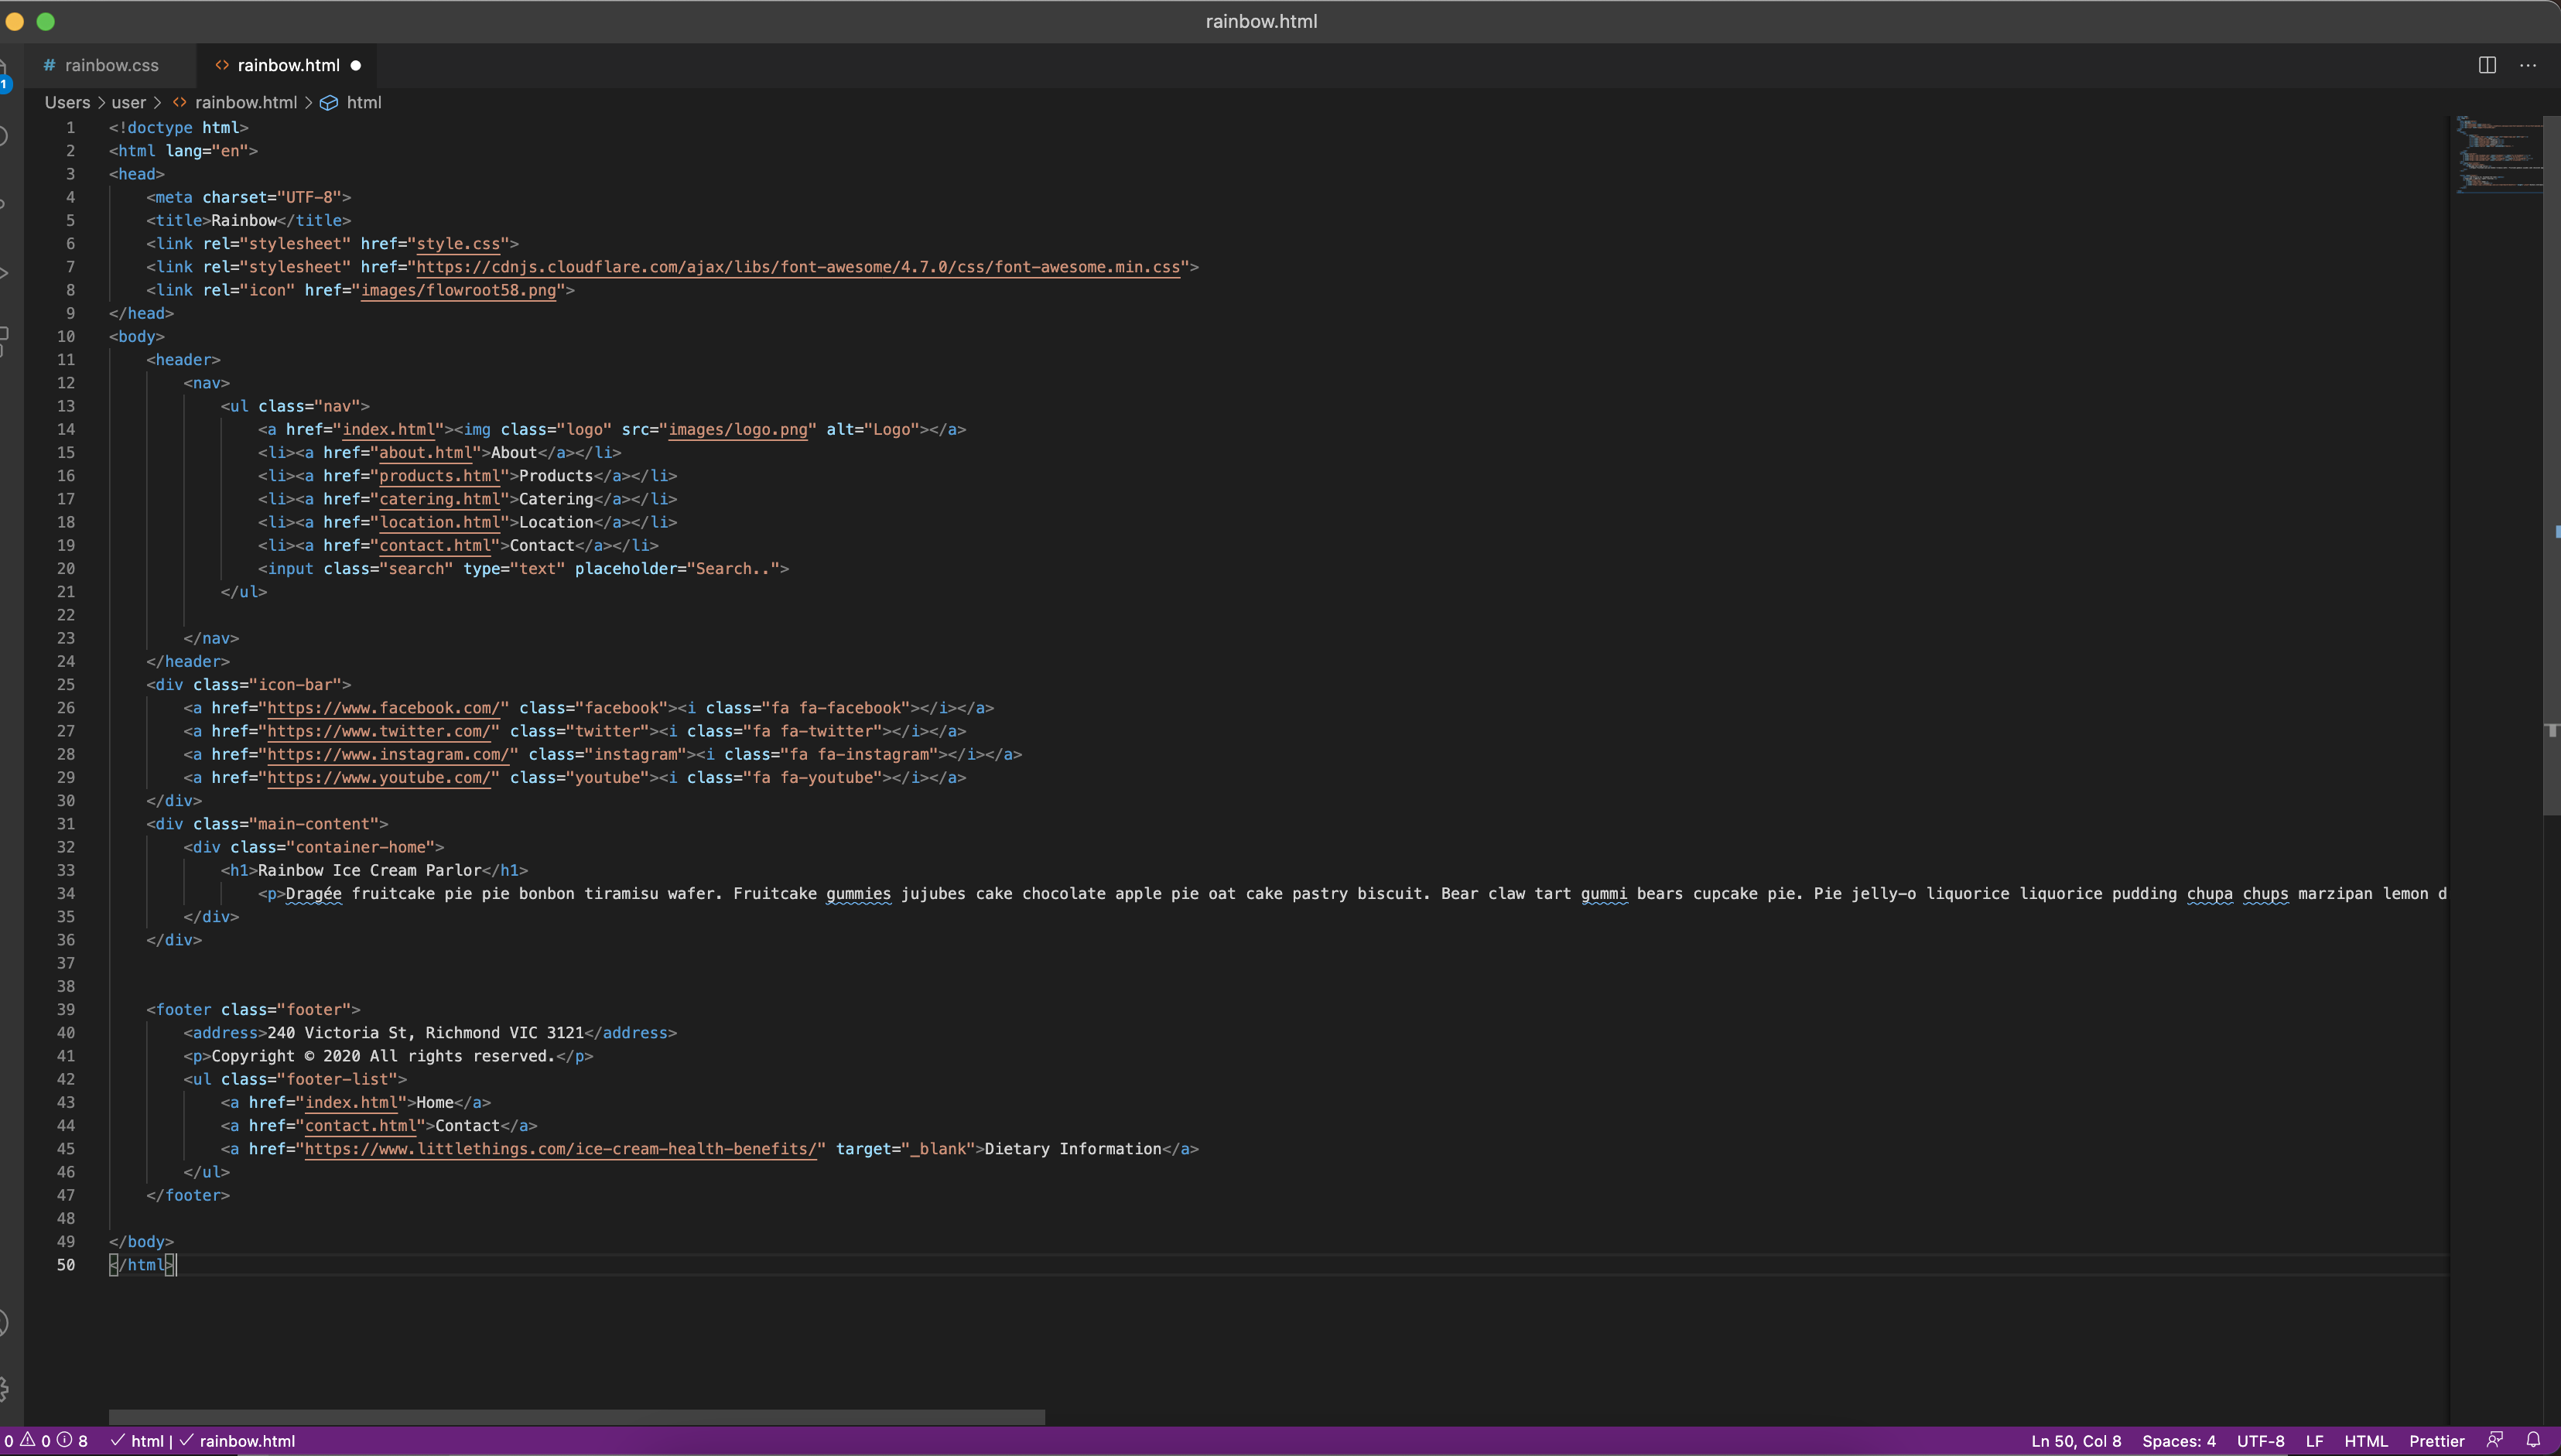 rainbow.html
# rainbow.css
<> rainbow.html ●
1
Users > user > <> rainbow.html > html
1 <!doctype html>
2 <html lang="en">
3 <head>
4     <meta charset="UTF-8">
5     <title>Rainbow</title>
6     <link rel="stylesheet" href="style.css">
7     <link rel="stylesheet" href="https://cdnjs.cloudflare.com/ajax/libs/font-awesome/4.7.0/css/font-awesome.min.css">
8     <link rel="icon" href="images/flowroot58.png">
9 </head>
10 <body>
11     <header>
12         <nav>
13             <ul class="nav">
14                 <a href="index.html"><img class="logo" src="images/logo.png" alt="Logo"></a>
15                 <li><a href="about.html">About</a></li>
16                 <li><a href="products.html">Products</a></li>
17                 <li><a href="catering.html">Catering</a></li>
18                 <li><a href="location.html">Location</a></li>
19                 <li><a href="contact.html">Contact</a></li>
20                 <input class="search" type="text" placeholder="Search..">
21             </ul>
22
23         </nav>
24     </header>
25     <div class="icon-bar">
26         <a href="https://www.facebook.com/" class="facebook"><i class="fa fa-facebook"></i></a>
27         <a href="https://www.twitter.com/" class="twitter"><i class="fa fa-twitter"></i></a>
28         <a href="https://www.instagram.com/" class="instagram"><i class="fa fa-instagram"></i></a>
29         <a href="https://www.youtube.com/" class="youtube"><i class="fa fa-youtube"></i></a>
30     </div>
31     <div class="main-content">
32         <div class="container-home">
33             <h1>Rainbow Ice Cream Parlor</h1>
34                 <p>Dragée fruitcake pie pie bonbon tiramisu wafer. Fruitcake gummies jujubes cake chocolate apple pie oat cake pastry biscuit. Bear claw tart gummi bears cupcake pie. Pie jelly-o liquorice liquorice pudding chupa chups marzipan lemon d
35         </div>
36     </div>
37
38
39     <footer class="footer">
40         <address>240 Victoria St, Richmond VIC 3121</address>
41         <p>Copyright © 2020 All rights reserved.</p>
42         <ul class="footer-list">
43             <a href="index.html">Home</a>
44             <a href="contact.html">Contact</a>
45             <a href="https://www.littlethings.com/ice-cream-health-benefits/" target="_blank">Dietary Information</a>
46         </ul>
47     </footer>
48
49 </body>
50 </html>
0 0 8 html | rainbow.html Ln 50, Col 8 Spaces: 4 UTF-8 LF HTML Prettier